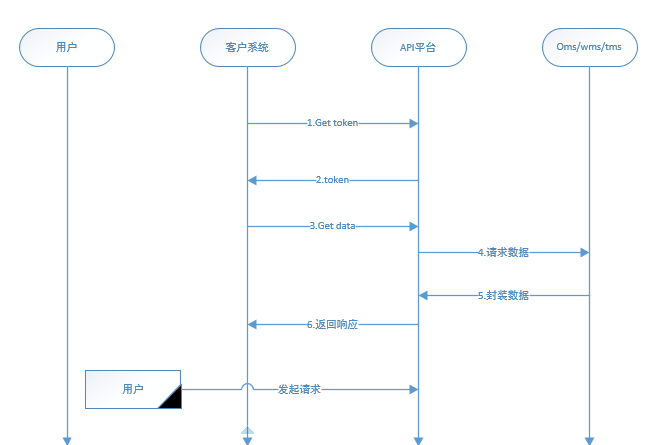 用户
客户系统
API平台
Oms/wms/tms
1.Get token
2.token
3.Get data
4.请求数据
5.封装数据
6.返回响应
用户
发起请求